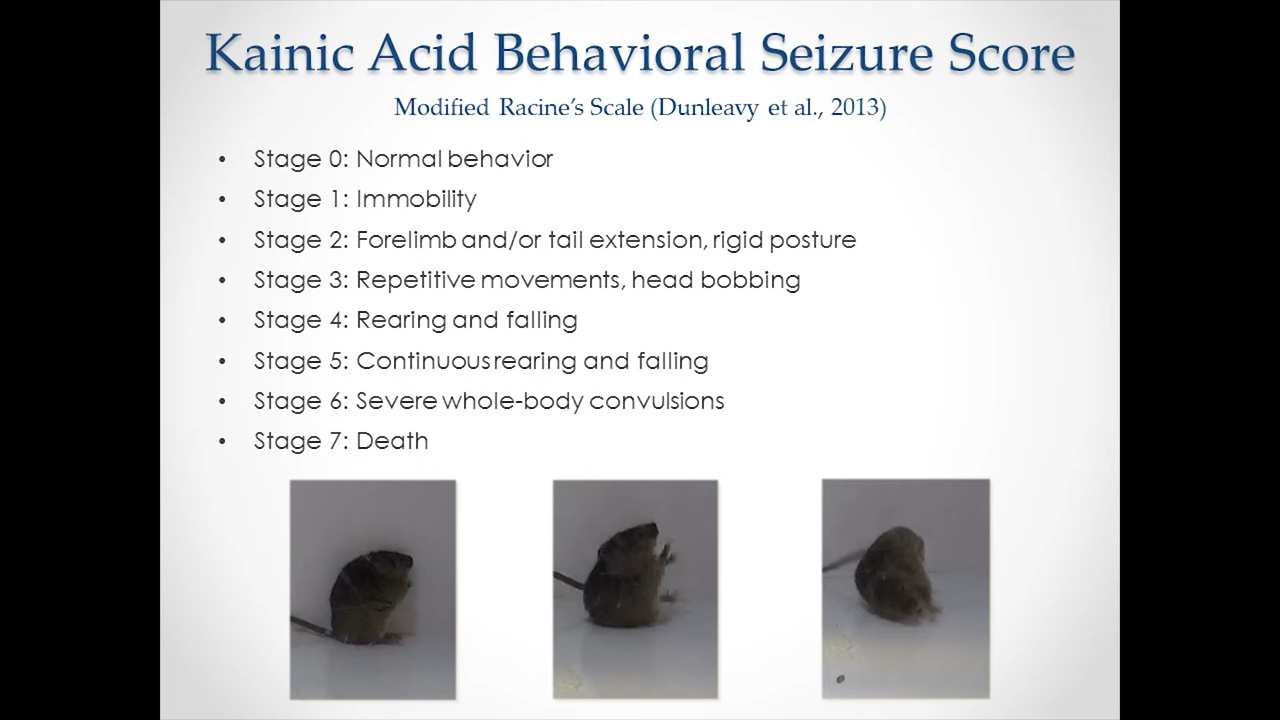 Kainic Acid Behavioral Seizure Score
Modified Racine's Scale (Dunleavy et al., 2013)
• Stage 0: Normal behavior
• Stage 1: Immobility
• Stage 2: Forelimb and/or tail extension, rigid posture
• Stage 3: Repetitive movements, head bobbing
• Stage 4: Rearing and falling
• Stage 5: Continuous rearing and falling
• Stage 6: Severe whole-body convulsions
• Stage 7: Death